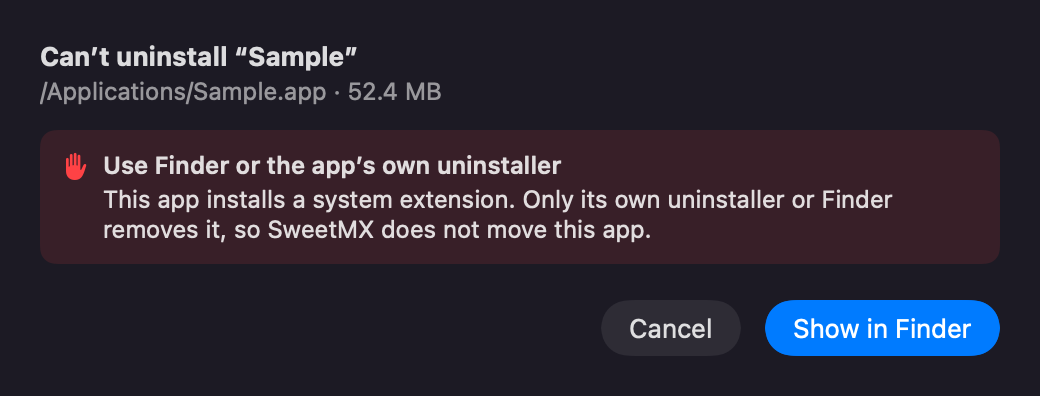 Can’t uninstall “Sample”
/Applications/Sample.app · 52.4 MB
Use Finder or the app’s own uninstaller
This app installs a system extension. Only its own uninstaller or Finder
removes it, so SweetMX does not move this app.
Cancel
Show in Finder